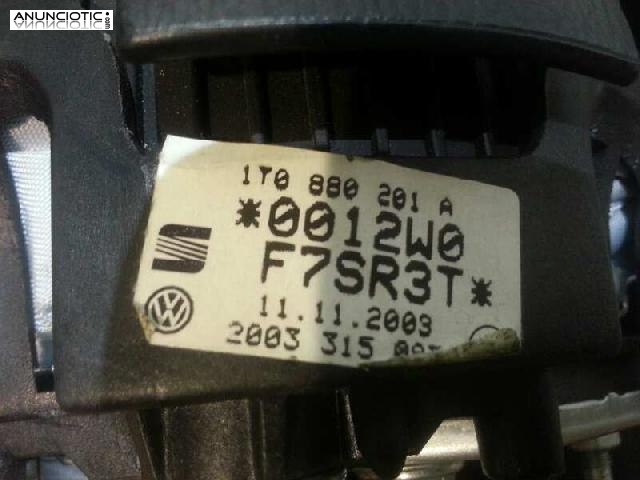 ANUNCIOTIC.com
1T0 880 201 A
*0012W0
F7SR3T*
11.11.2003
2003 315